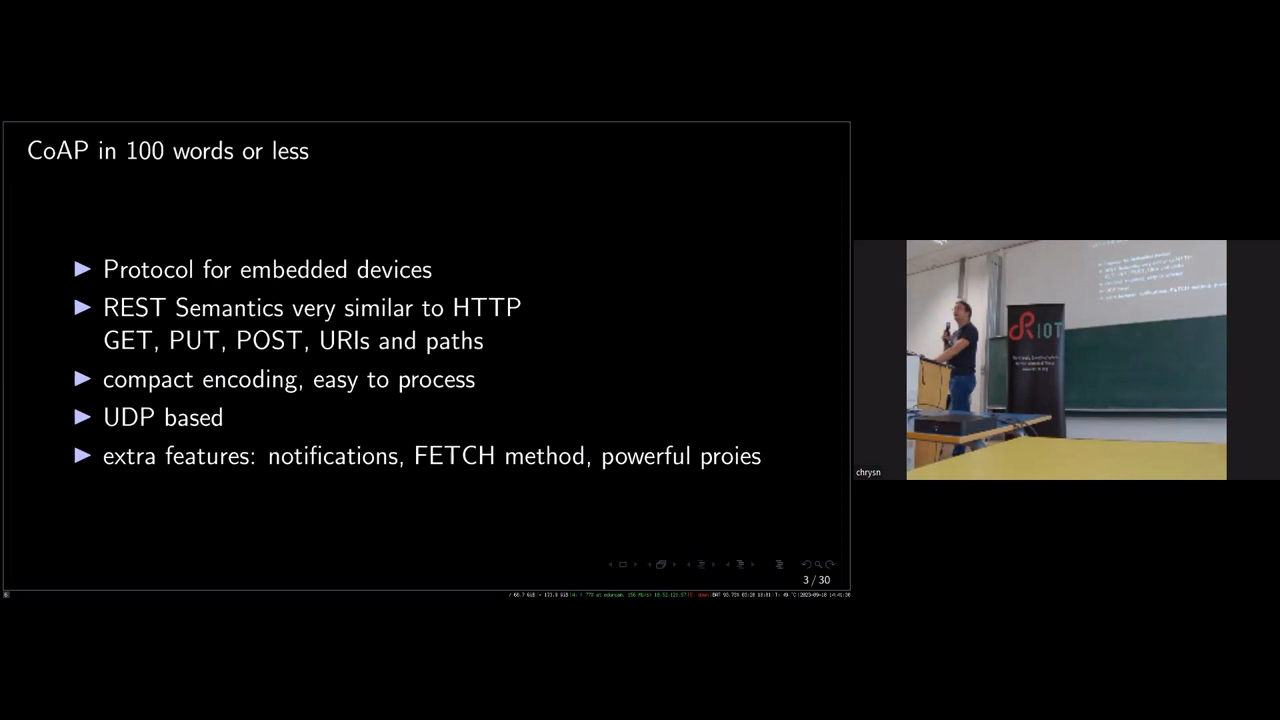 CoAP in 100 words or less
▶ Protocol for embedded devices
▶ REST Semantics very similar to HTTP
GET, PUT, POST, URIs and paths
▶ compact encoding, easy to process
▶ UDP based
▶ extra features: notifications, FETCH method, powerful proies
3 / 30
RIOT
chrysn